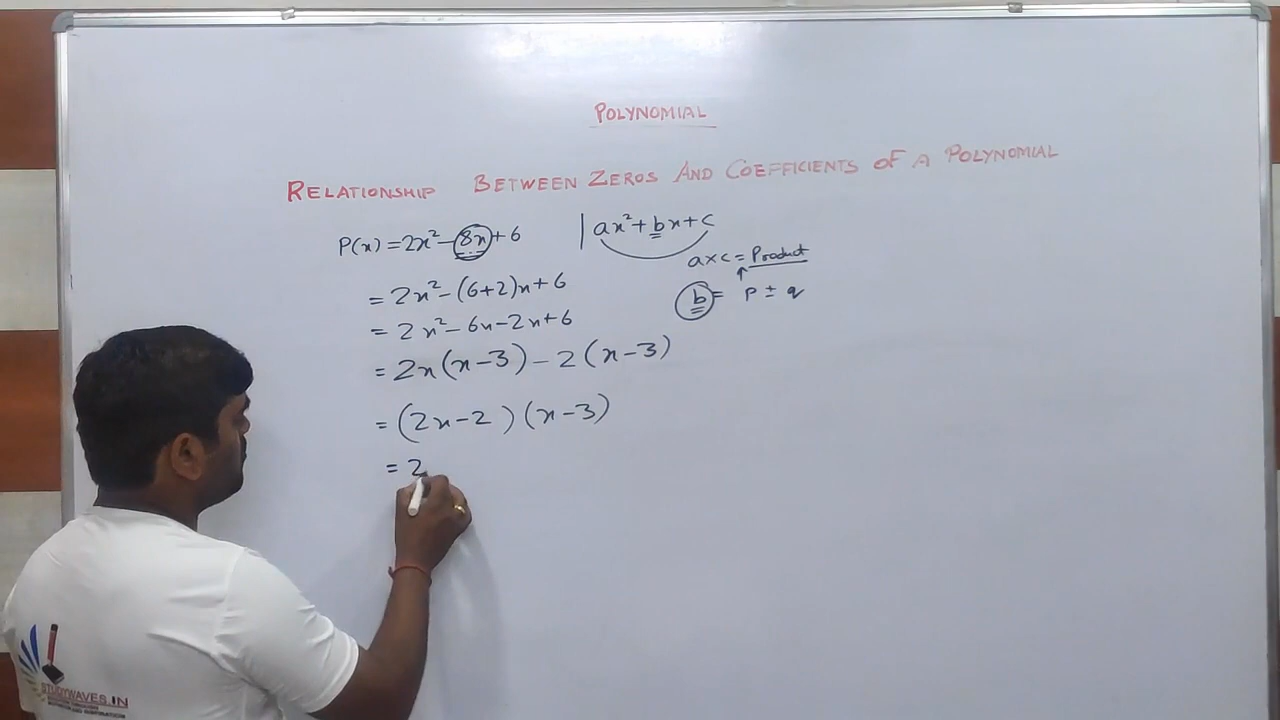 POLYNOMIAL
RELATIONSHIP BETWEEN ZEROS AND COEFFICIENTS OF A POLYNOMIAL
P(x) = 2x² - 8x + 6 | ax² + bx + c
a × c = Product
b = p ± q
= 2x² - (6+2)x + 6
= 2x² - 6x - 2x + 6
= 2x(x-3) - 2(x-3)
= (2x-2)(x-3)
= 2
STUDYWAVES.IN